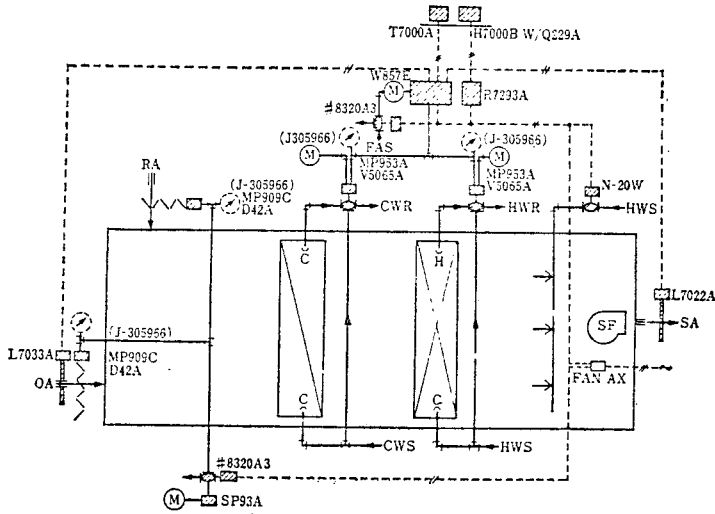 T7000A
H7000B W/Q229A
W857E
M
R7293A
#8320A3
FAS
(J305966)
(J-305966)
M
M
MP953A
V5065A
MP953A
V5065A
RA
(J-305966)
MP909C
D42A
N-20W
CWR
HWR
HWS
C
H
L7022A
(J-305966)
SF
SA
L7033A
MP909C
D42A
OA
FAN AX
C
C
CWS
HWS
#8320A3
M
SP93A